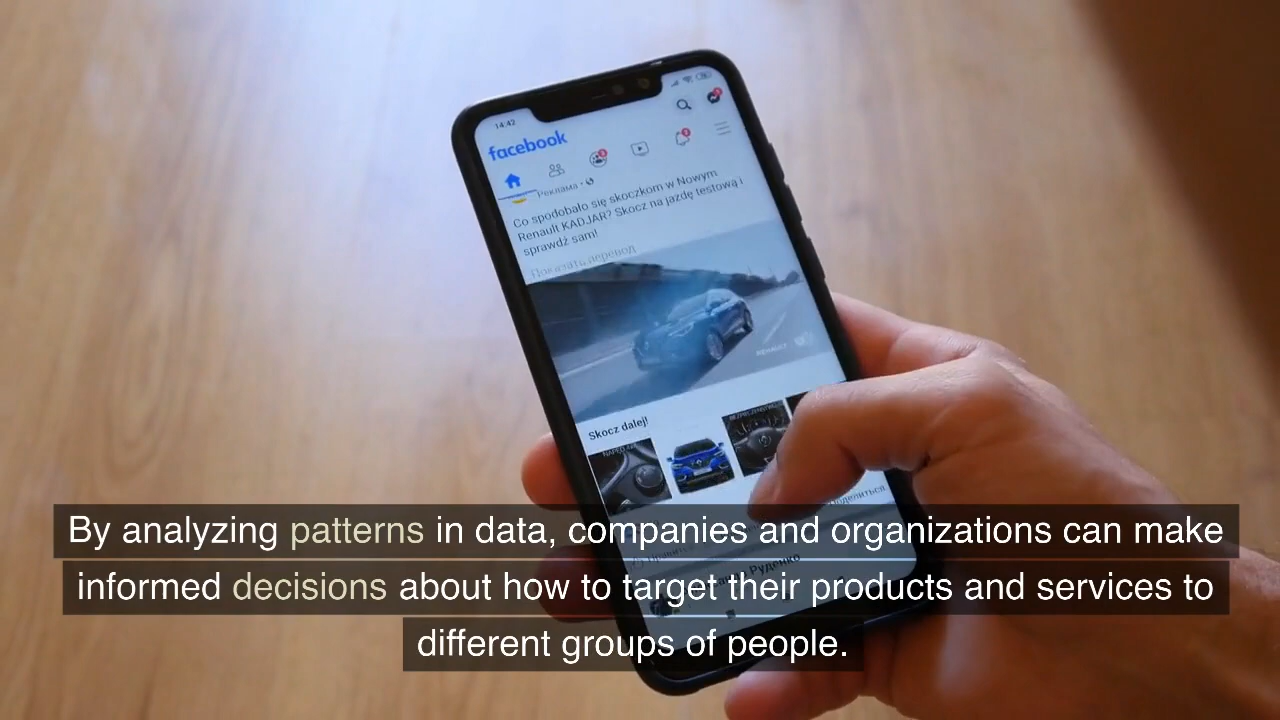 14:42
facebook
Реклама
Co spodobało się skoczkom w Nowym
Renault KADJAR? Skocz na jazdę testową i
sprawdź sam!
Показать перевод
RENAULT
Skocz dalej!
By analyzing patterns in data, companies and organizations can make
informed decisions about how to target their products and services to
different groups of people.